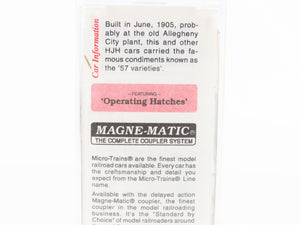 Car Information
Built in June, 1905, prob-
ably at the old Allegheny
City plant, this and other
HJH cars carried the fa-
mous condiments known as
the '57 varieties'.
— FEATURING —
'Operating Hatches'
MAGNE-MATIC®
THE COMPLETE COUPLER SYSTEM
Micro-Trains® are the finest model
railroad cars available. Every car has
the craftsmanship and detail you
expect from the Micro-Trains® Line
name.
Available with the delayed action
Magne-Matic® coupler, the finest
coupler in the model railroading
business. It's the "Standard by
Choice" of model railroaders around